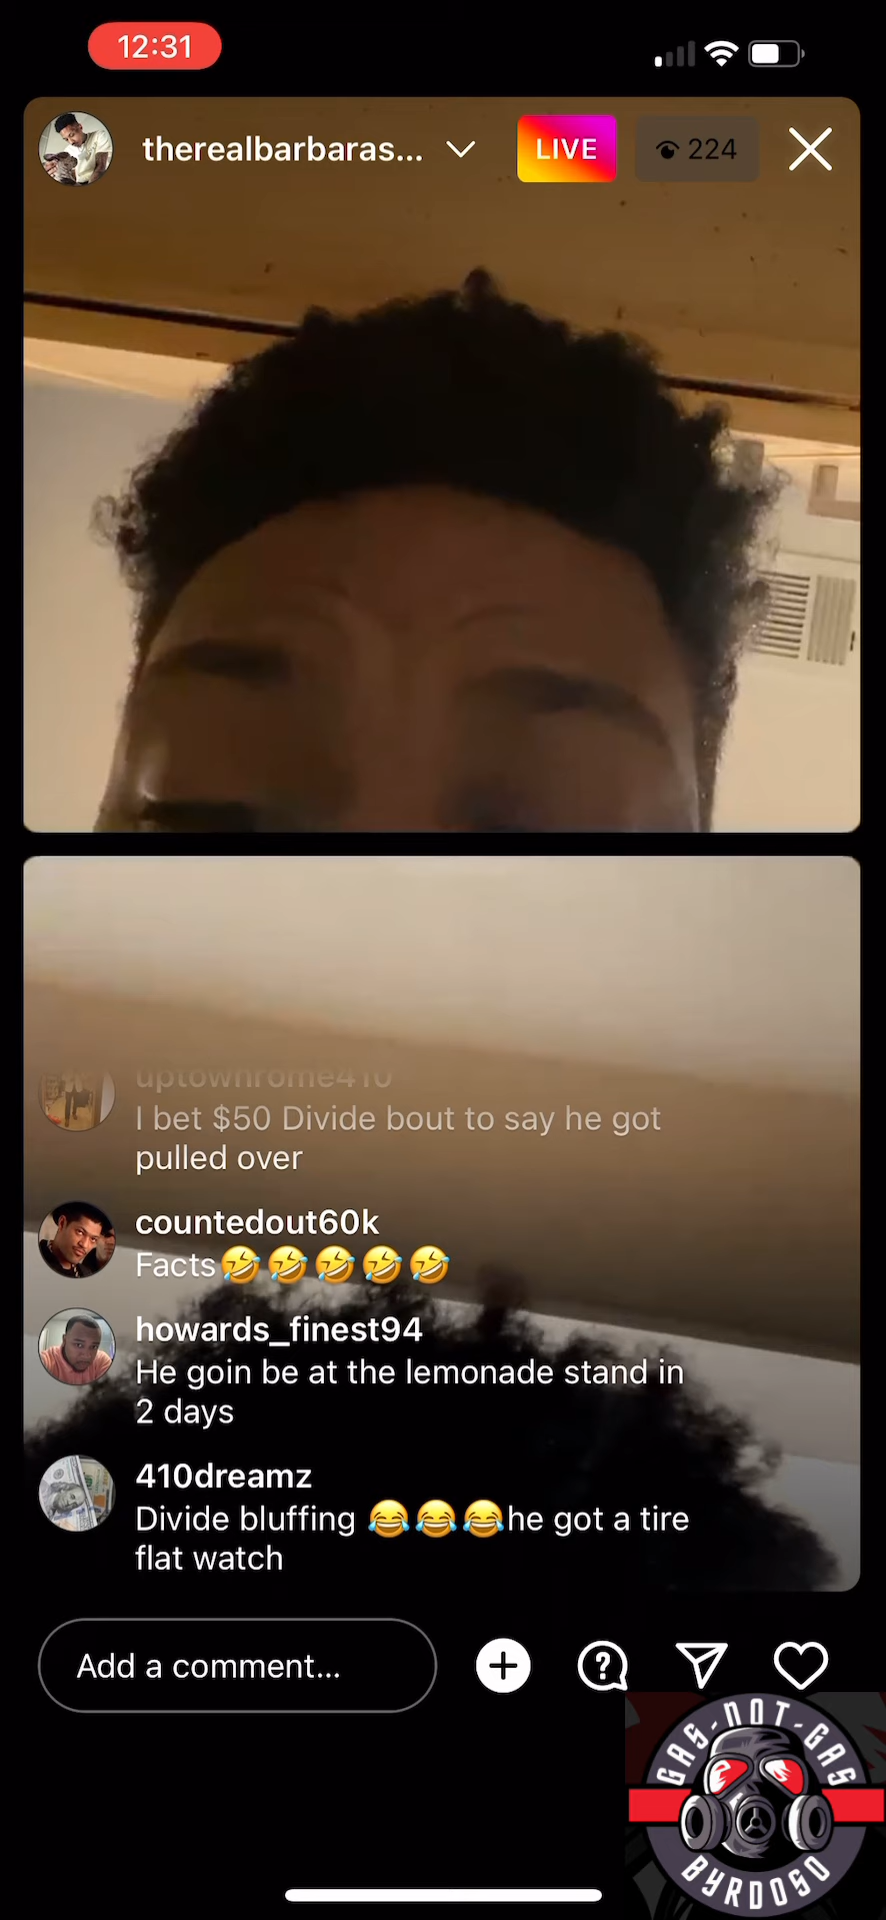 12:31
therealbarbaras...
LIVE
224
uptownrome410
I bet $50 Divide bout to say he got
pulled over
countedout60k
Facts🤣🤣🤣🤣🤣
howards_finest94
He goin be at the lemonade stand in
2 days
410dreamz
Divide bluffing 😂😂😂he got a tire
flat watch
Add a comment...
GAS-NOT-GAS
BYRDOSO